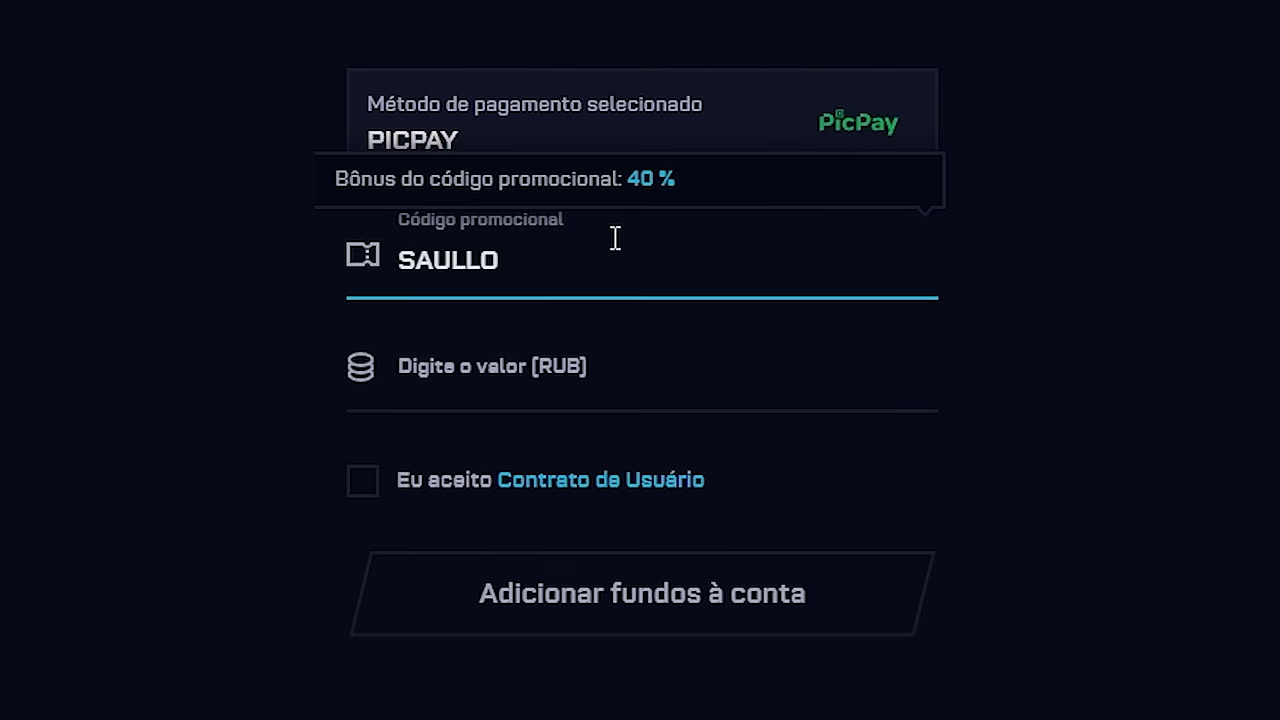 Método de pagamento selecionado
PICPAY
PicPay
Bônus do código promocional: 40 %
Código promocional
SAULLO
Digite o valor (RUB)
Eu aceito Contrato de Usuário
Adicionar fundos à conta